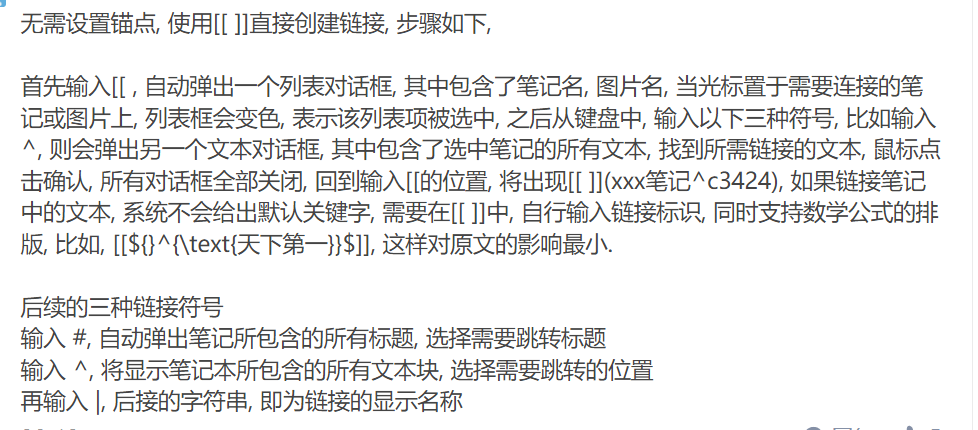 无需设置锚点, 使用[[ ]]直接创建链接, 步骤如下,
首先输入[[ , 自动弹出一个列表对话框, 其中包含了笔记名, 图片名, 当光标置于需要连接的笔
记或图片上, 列表框会变色, 表示该列表项被选中, 之后从键盘中, 输入以下三种符号, 比如输入
^, 则会弹出另一个文本对话框, 其中包含了选中笔记的所有文本, 找到所需链接的文本, 鼠标点
击确认, 所有对话框全部关闭, 回到输入[[的位置, 将出现[[ ]](xxx笔记^c3424), 如果链接笔记
中的文本, 系统不会给出默认关键字, 需要在[[ ]]中, 自行输入链接标识, 同时支持数学公式的排
版, 比如, [[${}^{\text{天下第一}}$]], 这样对原文的影响最小.
后续的三种链接符号
输入 #, 自动弹出笔记所包含的所有标题, 选择需要跳转标题
输入 ^, 将显示笔记本所包含的所有文本块, 选择需要跳转的位置
再输入 |, 后接的字符串, 即为链接的显示名称